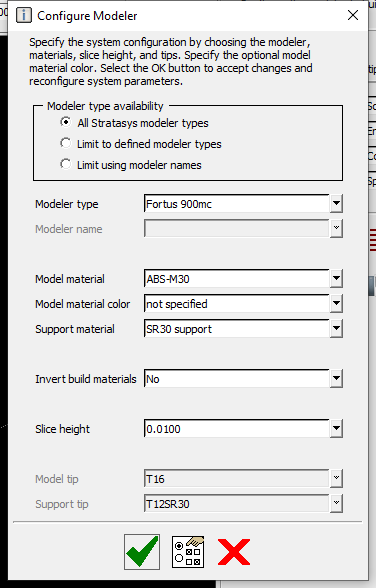 Configure Modeler
Specify the system configuration by choosing the modeler,
materials, slice height, and tips. Specify the optional model
material color. Select the OK button to accept changes and
reconfigure system parameters.
Modeler type availability
All Stratasys modeler types
Limit to defined modeler types
Limit using modeler names
Modeler type Fortus 900mc
Modeler name
Model material ABS-M30
Model material color not specified
Support material SR30 support
Invert build materials No
Slice height 0.0100
Model tip T16
Support tip T12SR30